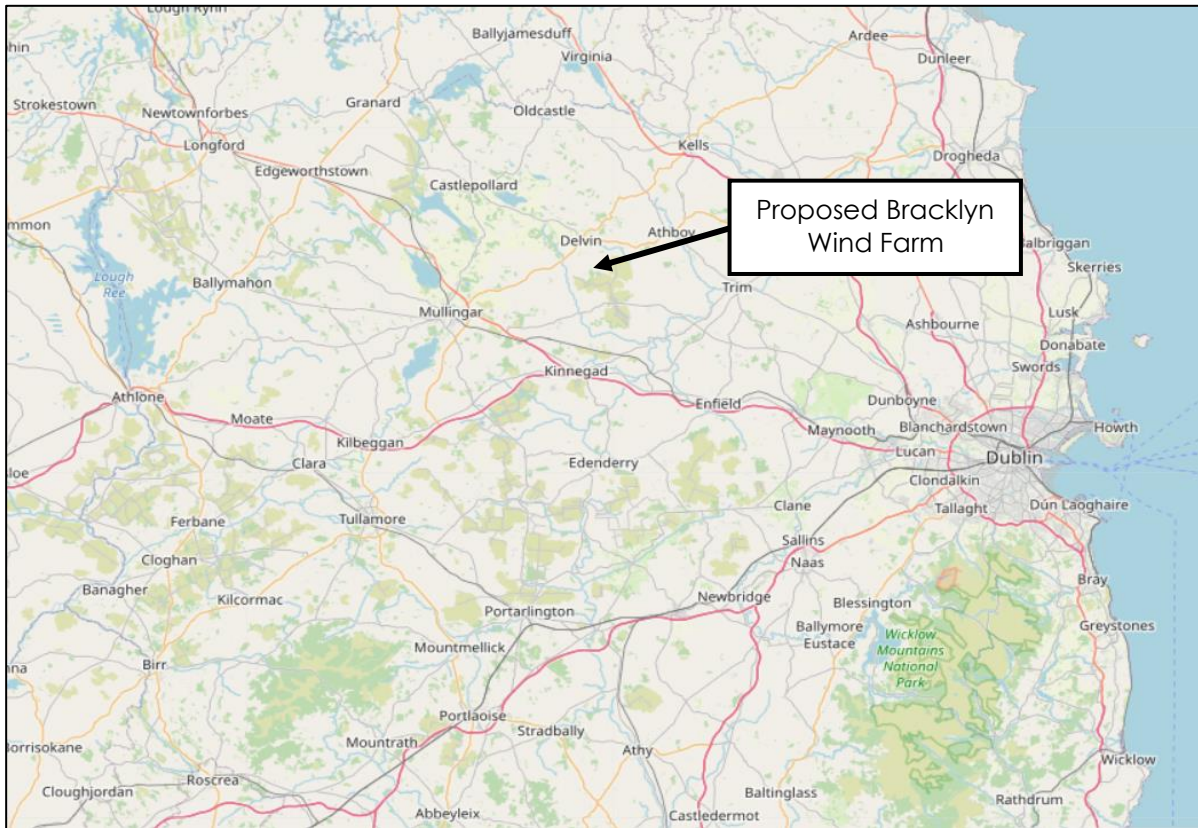 Lough Rynn
Ballyjamesduff
Ardee
Virginia
Dunleer
Strokestown
Granard
Oldcastle
Newtownforbes
Longford
Kells
Drogheda
Edgeworthstown
Castlepollard
Proposed Bracklyn
Wind Farm
Delvin
Athboy
Balbriggan
Skerries
Lough
Ree
Ballymahon
Trim
Mullingar
Lusk
Ashbourne
Donabate
Swords
Kinnegad
Athlone
Enfield
Dunboyne
Moate
Maynooth
Blanchardstown
Howth
Kilbeggan
Lucan
Dublin
Clara
Edenderry
Clondalkin
Tallaght
Dún Laoghaire
Clane
Ferbane
Tullamore
Sallins
Naas
Cloghan
Bray
Banagher
Kilcormac
Portarlington
Newbridge
Blessington
Greystones
Ballymore
Eustace
Wicklow
Mountains
National
Park
Mountmellick
Birr
Portlaoise
Stradbally
Mountrath
Athy
Borrisokane
Wicklow
Roscrea
Baltinglass
Rathdrum
Cloughjordan
Abbeyleix
Castledermot